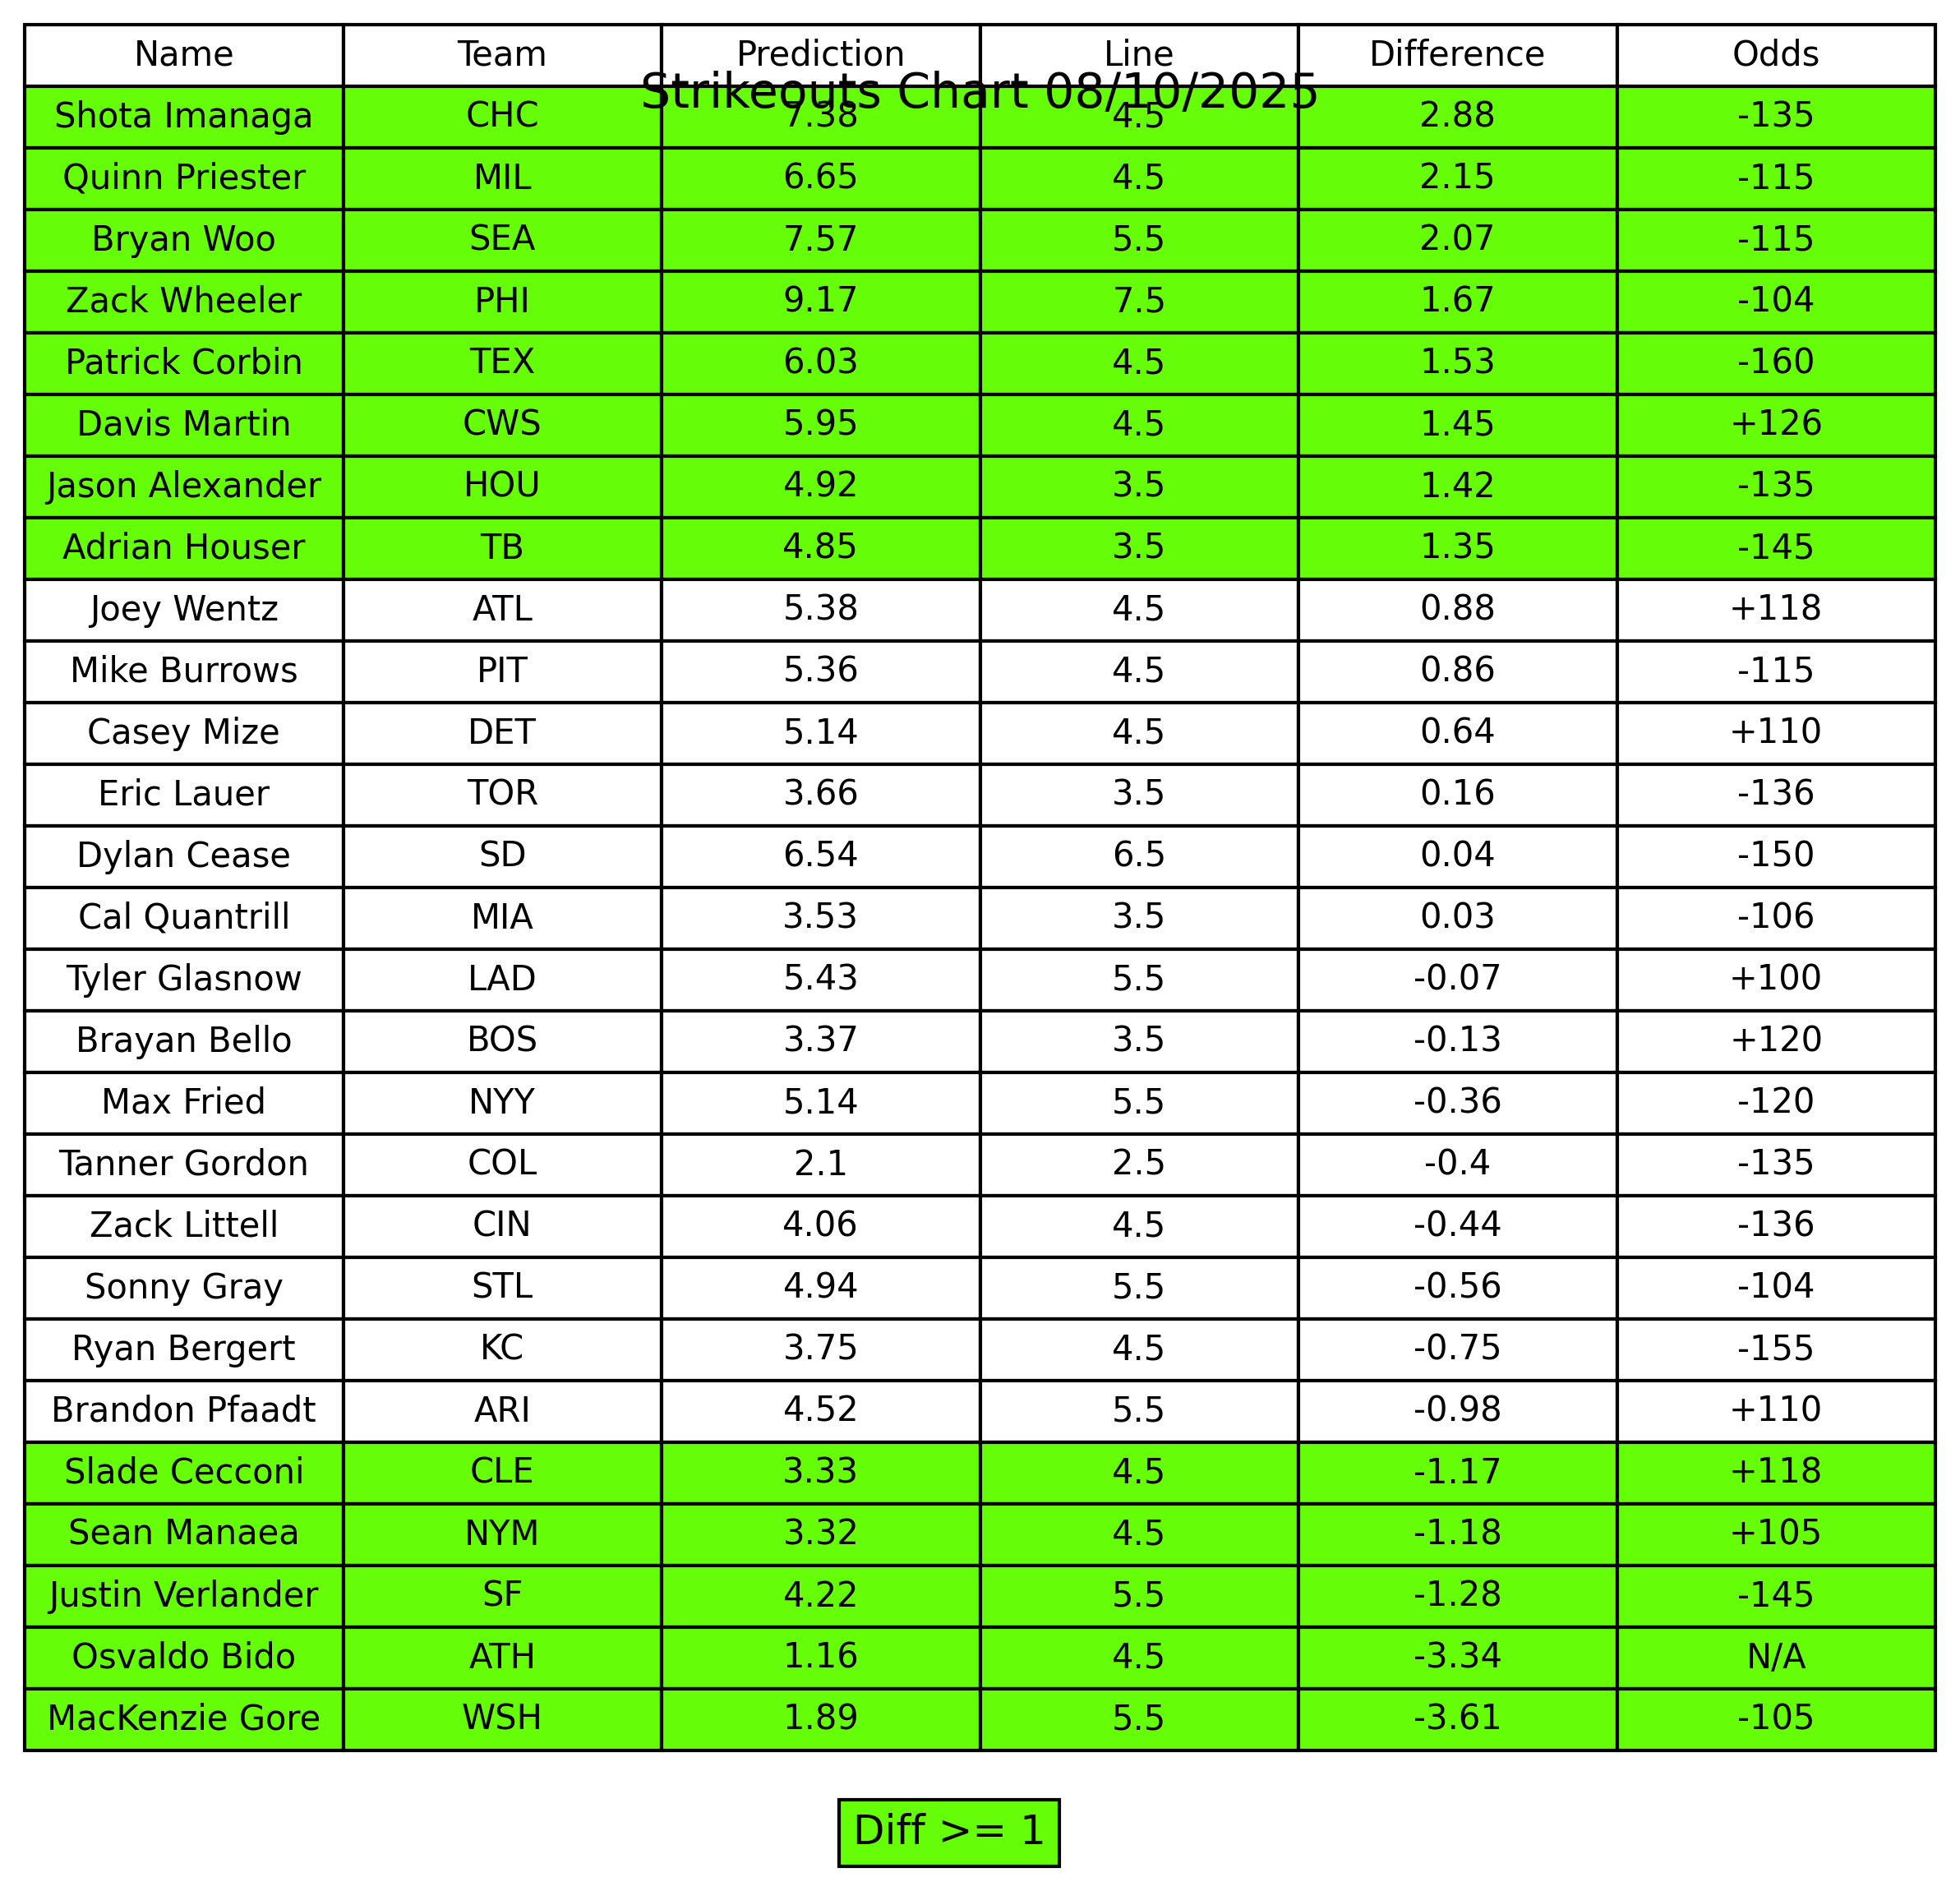 Name Team Prediction Line Difference Odds
Strikeouts Chart 08/10/2025
Shota Imanaga CHC 7.38 4.5 2.88 -135
Quinn Priester MIL 6.65 4.5 2.15 -115
Bryan Woo SEA 7.57 5.5 2.07 -115
Zack Wheeler PHI 9.17 7.5 1.67 -104
Patrick Corbin TEX 6.03 4.5 1.53 -160
Davis Martin CWS 5.95 4.5 1.45 +126
Jason Alexander HOU 4.92 3.5 1.42 -135
Adrian Houser TB 4.85 3.5 1.35 -145
Joey Wentz ATL 5.38 4.5 0.88 +118
Mike Burrows PIT 5.36 4.5 0.86 -115
Casey Mize DET 5.14 4.5 0.64 +110
Eric Lauer TOR 3.66 3.5 0.16 -136
Dylan Cease SD 6.54 6.5 0.04 -150
Cal Quantrill MIA 3.53 3.5 0.03 -106
Tyler Glasnow LAD 5.43 5.5 -0.07 +100
Brayan Bello BOS 3.37 3.5 -0.13 +120
Max Fried NYY 5.14 5.5 -0.36 -120
Tanner Gordon COL 2.1 2.5 -0.4 -135
Zack Littell CIN 4.06 4.5 -0.44 -136
Sonny Gray STL 4.94 5.5 -0.56 -104
Ryan Bergert KC 3.75 4.5 -0.75 -155
Brandon Pfaadt ARI 4.52 5.5 -0.98 +110
Slade Cecconi CLE 3.33 4.5 -1.17 +118
Sean Manaea NYM 3.32 4.5 -1.18 +105
Justin Verlander SF 4.22 5.5 -1.28 -145
Osvaldo Bido ATH 1.16 4.5 -3.34 N/A
MacKenzie Gore WSH 1.89 5.5 -3.61 -105
Diff >= 1